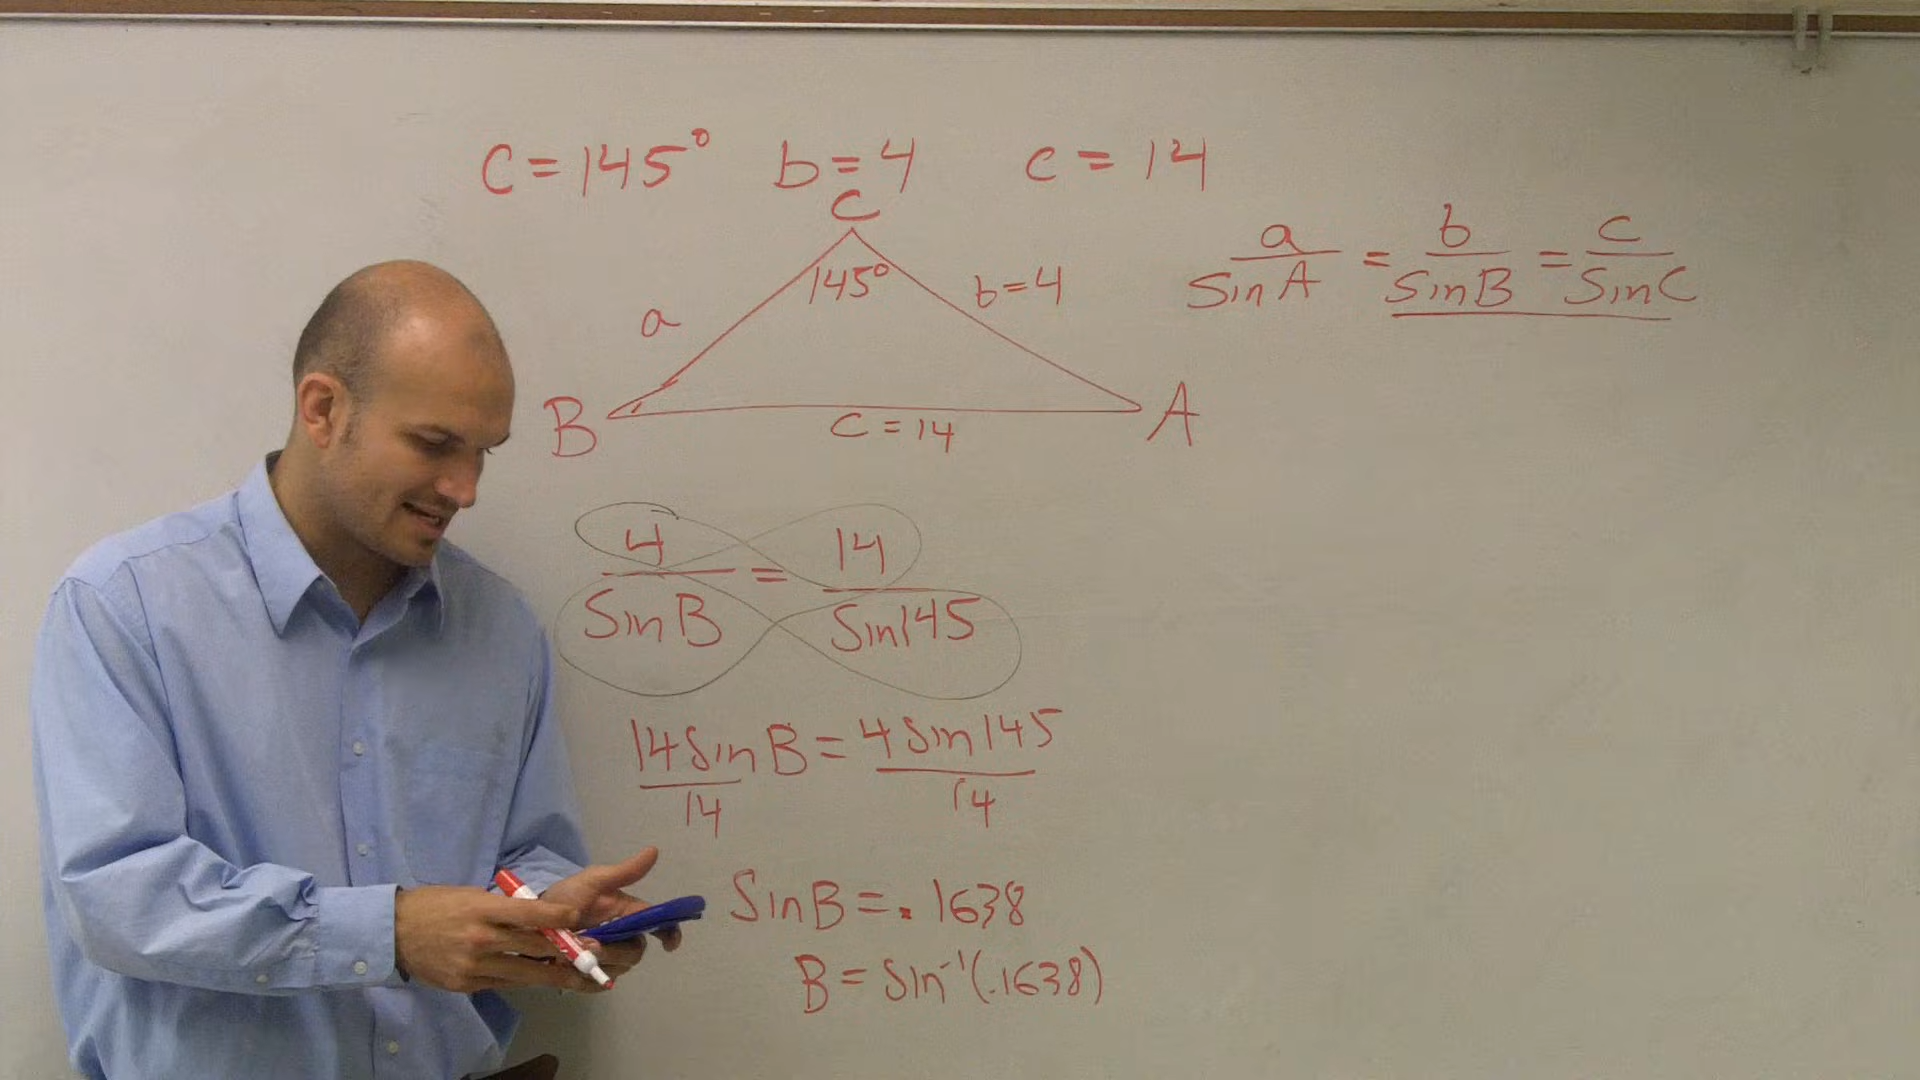 C = 145° b = 4 c = 14
C
a/Sin A = b/Sin B = c/Sin C
145°
b = 4
a
B
A
c = 14
4/Sin B = 14/Sin 145
14 Sin B = 4 Sin 145
14 14
Sin B = .1638
B = Sin⁻¹(.1638)